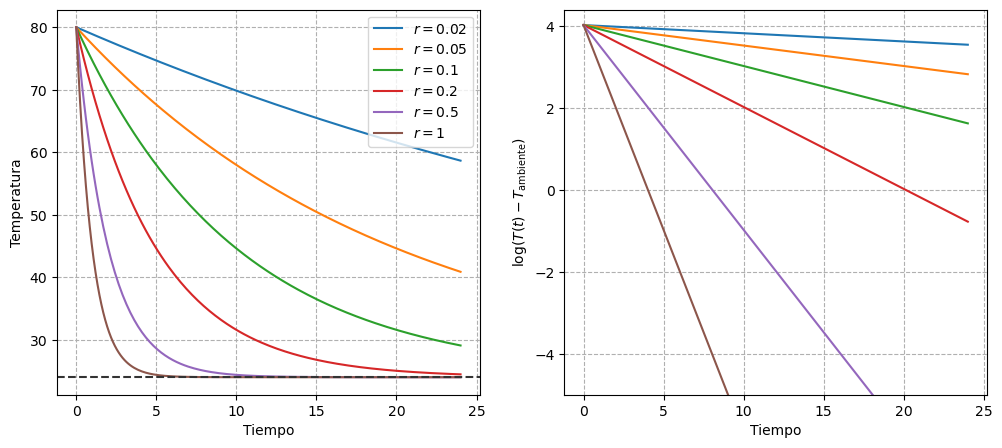 80
70
60
50
40
30
Temperatura
0
5
10
15
20
25
Tiempo
r = 0.02
r = 0.05
r = 0.1
r = 0.2
r = 0.5
r = 1
4
2
0
−2
−4
log(T(t) − T_ambiente)
0
5
10
15
20
25
Tiempo